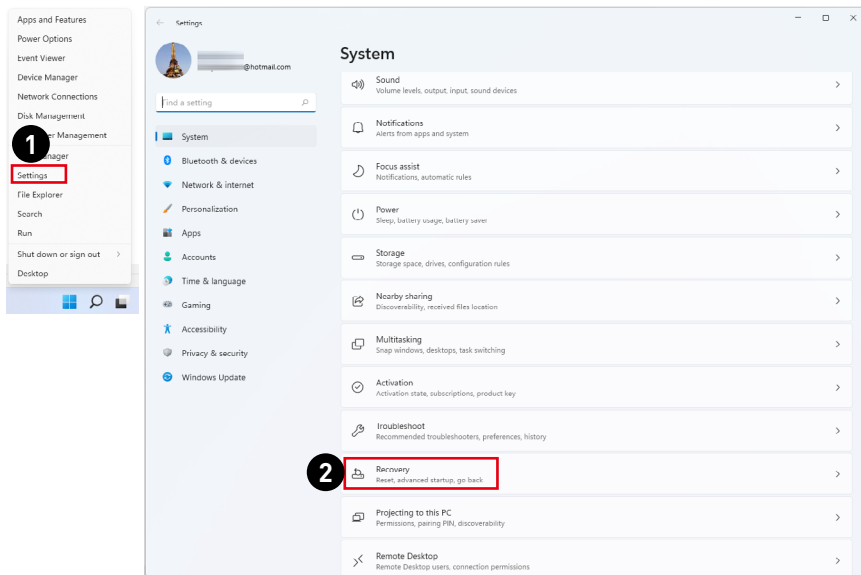 Apps and Features
Power Options
Event Viewer
Device Manager
Network Connections
Disk Management
Management
1
Settings
File Explorer
Search
Run
Shut down or sign out
Desktop
Settings
@hotmail.com
Find a setting
System
Bluetooth & devices
Network & internet
Personalization
Apps
Accounts
Time & language
Gaming
Accessibility
Privacy & security
Windows Update
System
Sound
Volume levels, output, input, sound devices
Notifications
Alerts from apps and system
Focus assist
Notifications, automatic rules
Power
Sleep, battery usage, battery saver
Storage
Storage space, drives, configuration rules
Nearby sharing
Discoverability, received files location
Multitasking
Snap windows, desktops, task switching
Activation
Activation state, subscriptions, product key
Troubleshoot
Recommended troubleshooters, preferences, history
2
Recovery
Reset, advanced startup, go back
Projecting to this PC
Permissions, pairing PIN, discoverability
Remote Desktop
Remote Desktop users, connection permissions